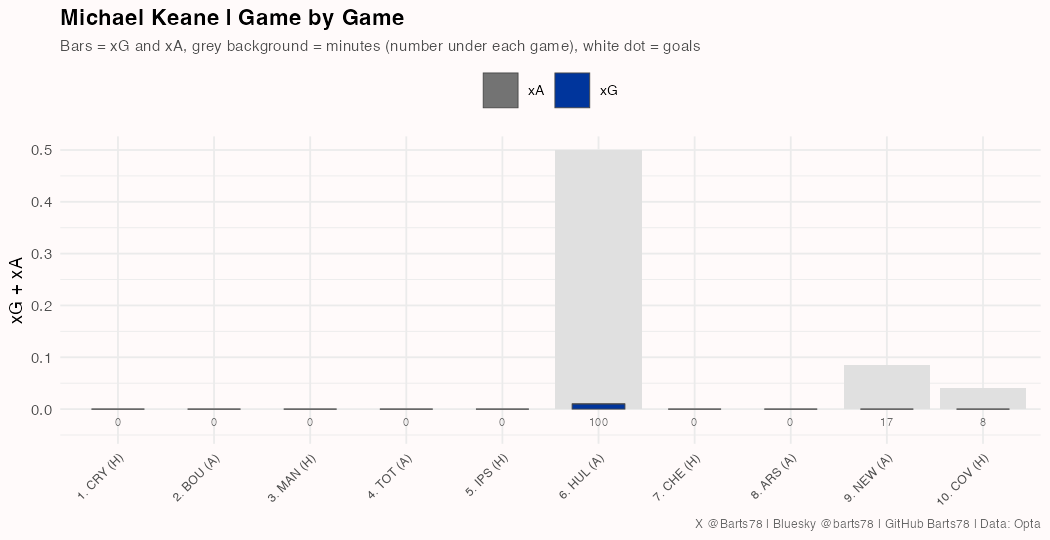 Michael Keane | Game by Game
Bars = xG and xA, grey background = minutes (number under each game), white dot = goals
xA xG
xG + xA
0.5
0.4
0.3
0.2
0.1
0.0
0 0 0 0 0 100 0 0 17 8
1. CRY (H) 2. BOU (A) 3. MAN (H) 4. TOT (A) 5. IPS (H) 6. HUL (A) 7. CHE (H) 8. ARS (A) 9. NEW (A) 10. COV (H)
X @Barts78 | Bluesky @barts78 | GitHub Barts78 | Data: Opta